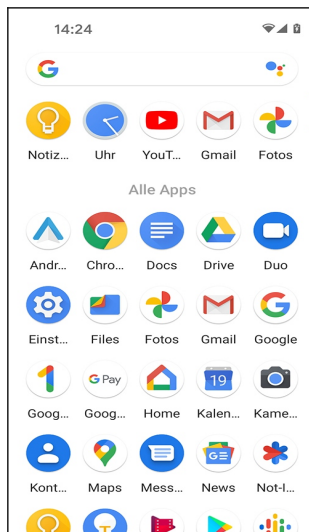 14:24
Notiz... Uhr YouT... Gmail Fotos
Alle Apps
Andr... Chro... Docs Drive Duo
Einst... Files Fotos Gmail Google
G Pay 19
Goog... Goog... Home Kalen... Kame...
GE
Kont... Maps Mess... News Not-I...